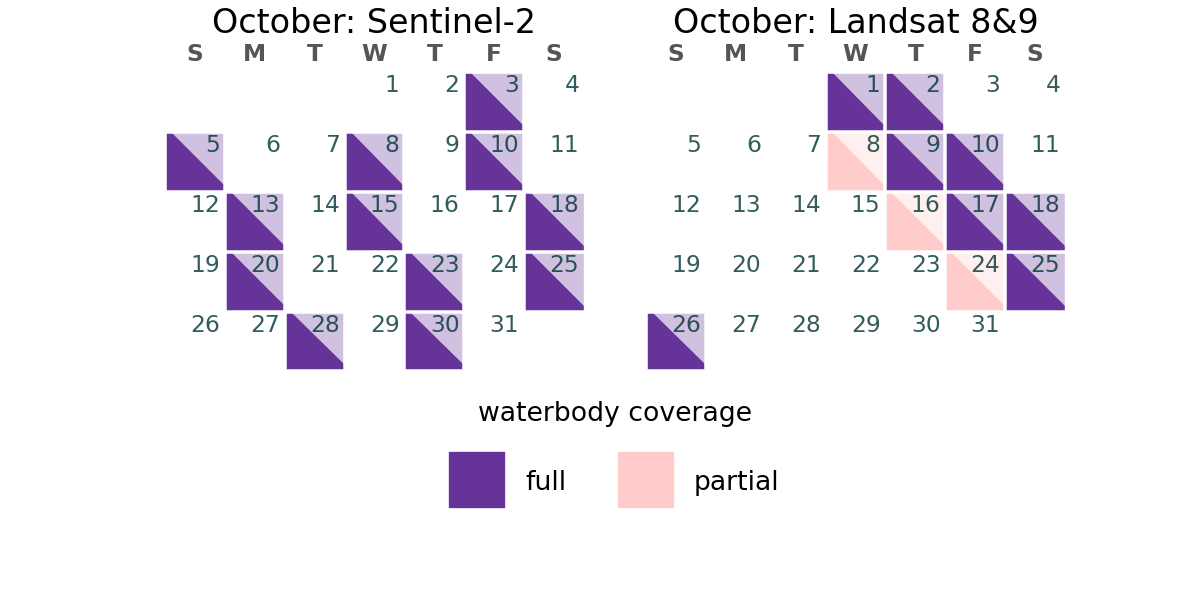 October: Sentinel-2
S M T W T F S
1 2 3 4
5 6 7 8 9 10 11
12 13 14 15 16 17 18
19 20 21 22 23 24 25
26 27 28 29 30 31
October: Landsat 8&9
S M T W T F S
1 2 3 4
5 6 7 8 9 10 11
12 13 14 15 16 17 18
19 20 21 22 23 24 25
26 27 28 29 30 31
waterbody coverage
full partial